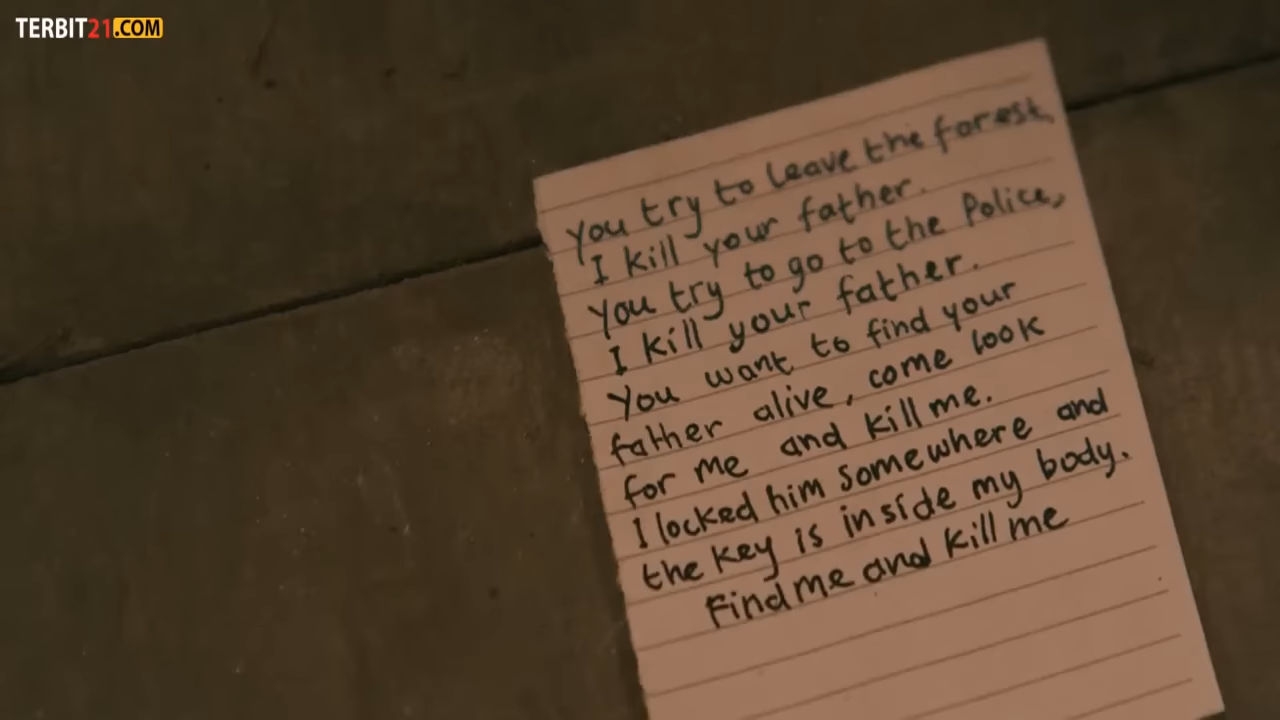 TERBIT21.COM
You try to leave the forest,
I kill your father.
You try to go to the Police,
I kill your father.
You want to find your
father alive, come look
for me and kill me.
I locked him somewhere and
the key is inside my body.
Find me and kill me